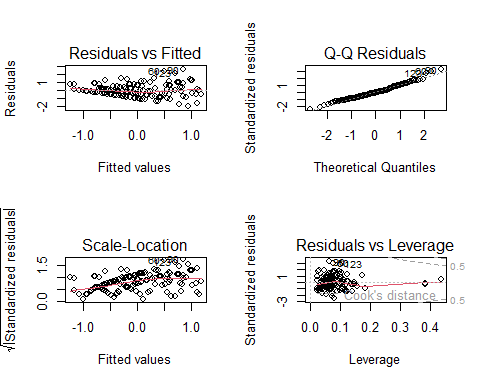 Residuals vs Fitted
Residuals
-2
1
-1.0
0.0
1.0
Fitted values
Q-Q Residuals
Standardized residuals
-2
1
-2
-1
0
1
2
Theoretical Quantiles
Scale-Location
√|Standardized residuals|
0.0
1.5
-1.0
0.0
1.0
Fitted values
Residuals vs Leverage
Standardized residuals
-3
1
Cook's distance
0.5
0.5
0.0
0.1
0.2
0.3
0.4
Leverage